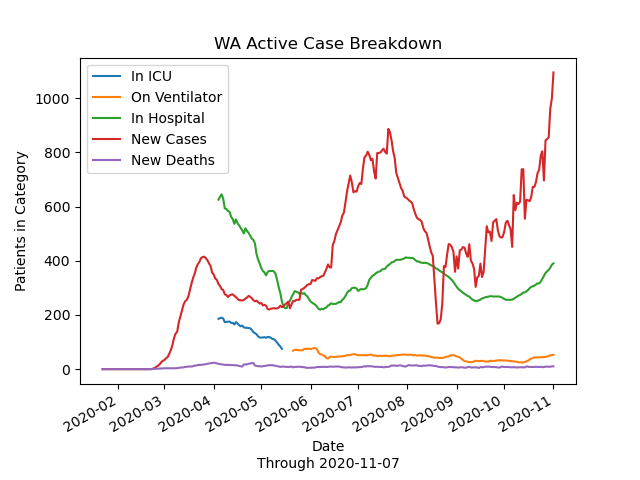 WA Active Case Breakdown
In ICU
On Ventilator
In Hospital
New Cases
New Deaths
Patients in Category
1000
800
600
400
200
0
2020-02
2020-03
2020-04
2020-05
2020-06
2020-07
2020-08
2020-09
2020-10
2020-11
Date
Through 2020-11-07